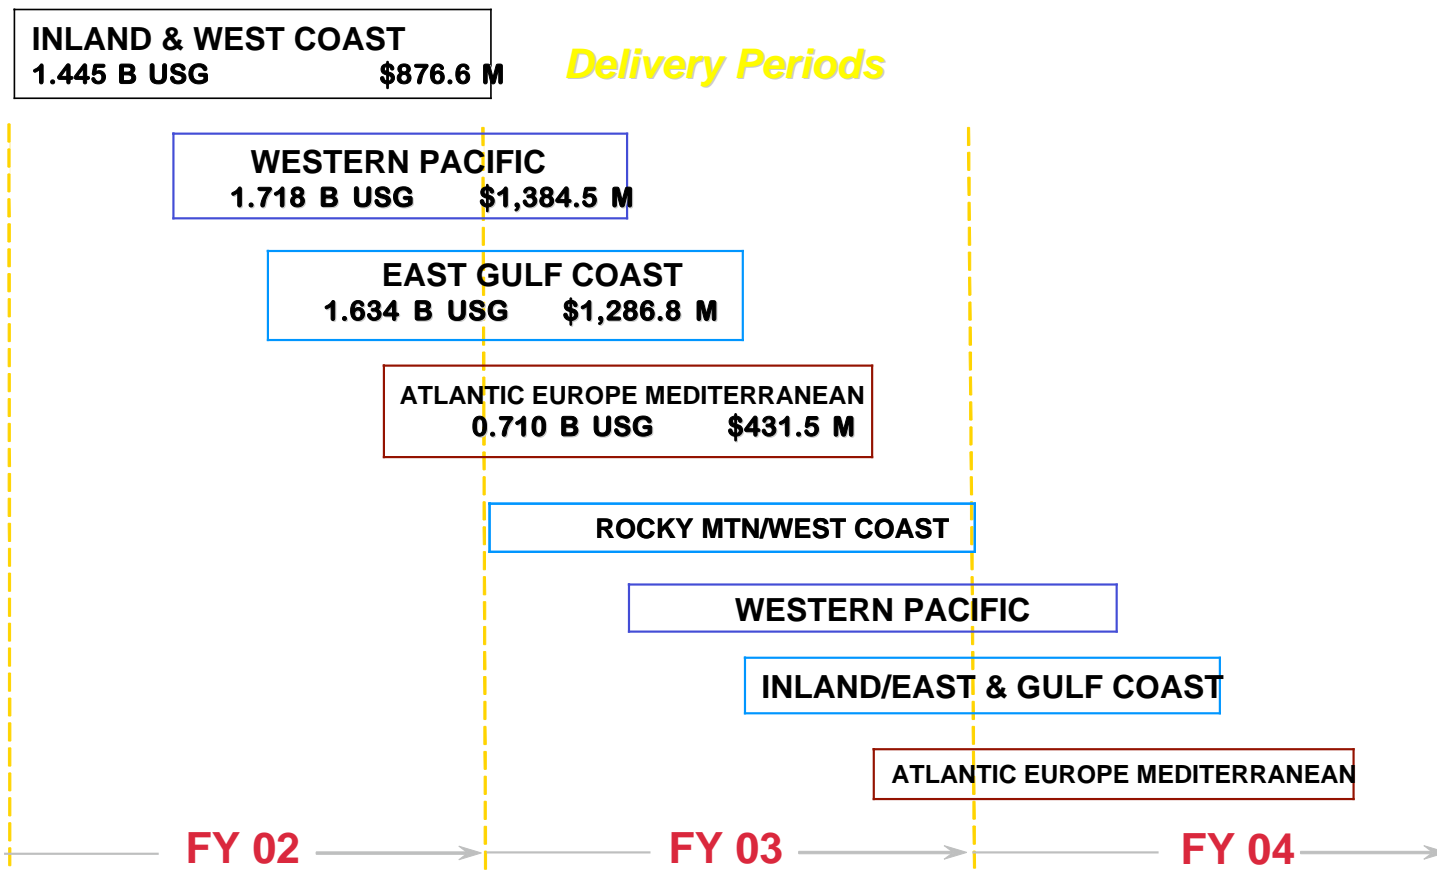 INLAND & WEST COAST
1.445 B USG $876.6 M
Delivery Periods
WESTERN PACIFIC
1.718 B USG $1,384.5 M
EAST GULF COAST
1.634 B USG $1,286.8 M
ATLANTIC EUROPE MEDITERRANEAN
0.710 B USG $431.5 M
ROCKY MTN/WEST COAST
WESTERN PACIFIC
INLAND/EAST & GULF COAST
ATLANTIC EUROPE MEDITERRANEAN
FY 02 FY 03 FY 04